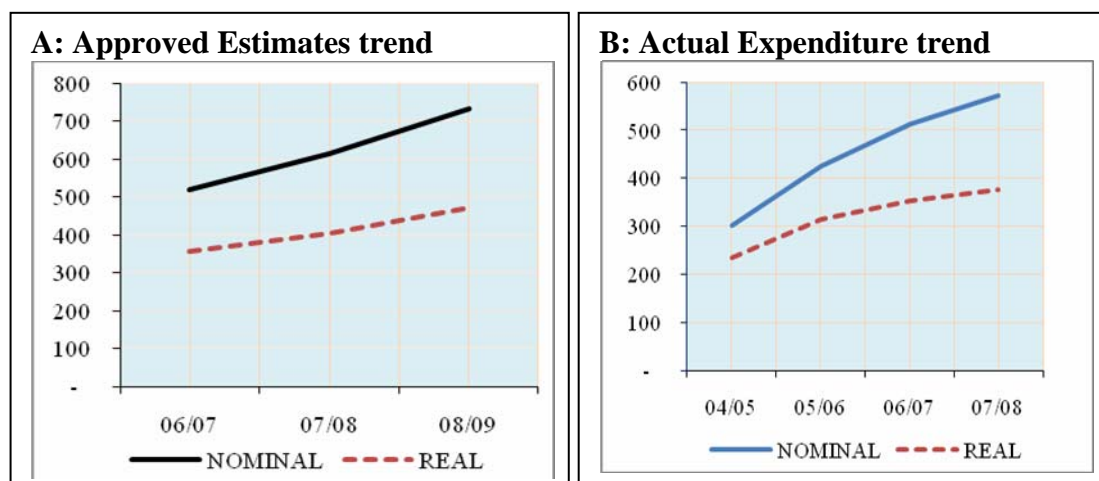 A: Approved Estimates trend
800
700
600
500
400
300
200
100
-
06/07 07/08 08/09
NOMINAL REAL
B: Actual Expenditure trend
600
500
400
300
200
100
-
04/05 05/06 06/07 07/08
NOMINAL REAL